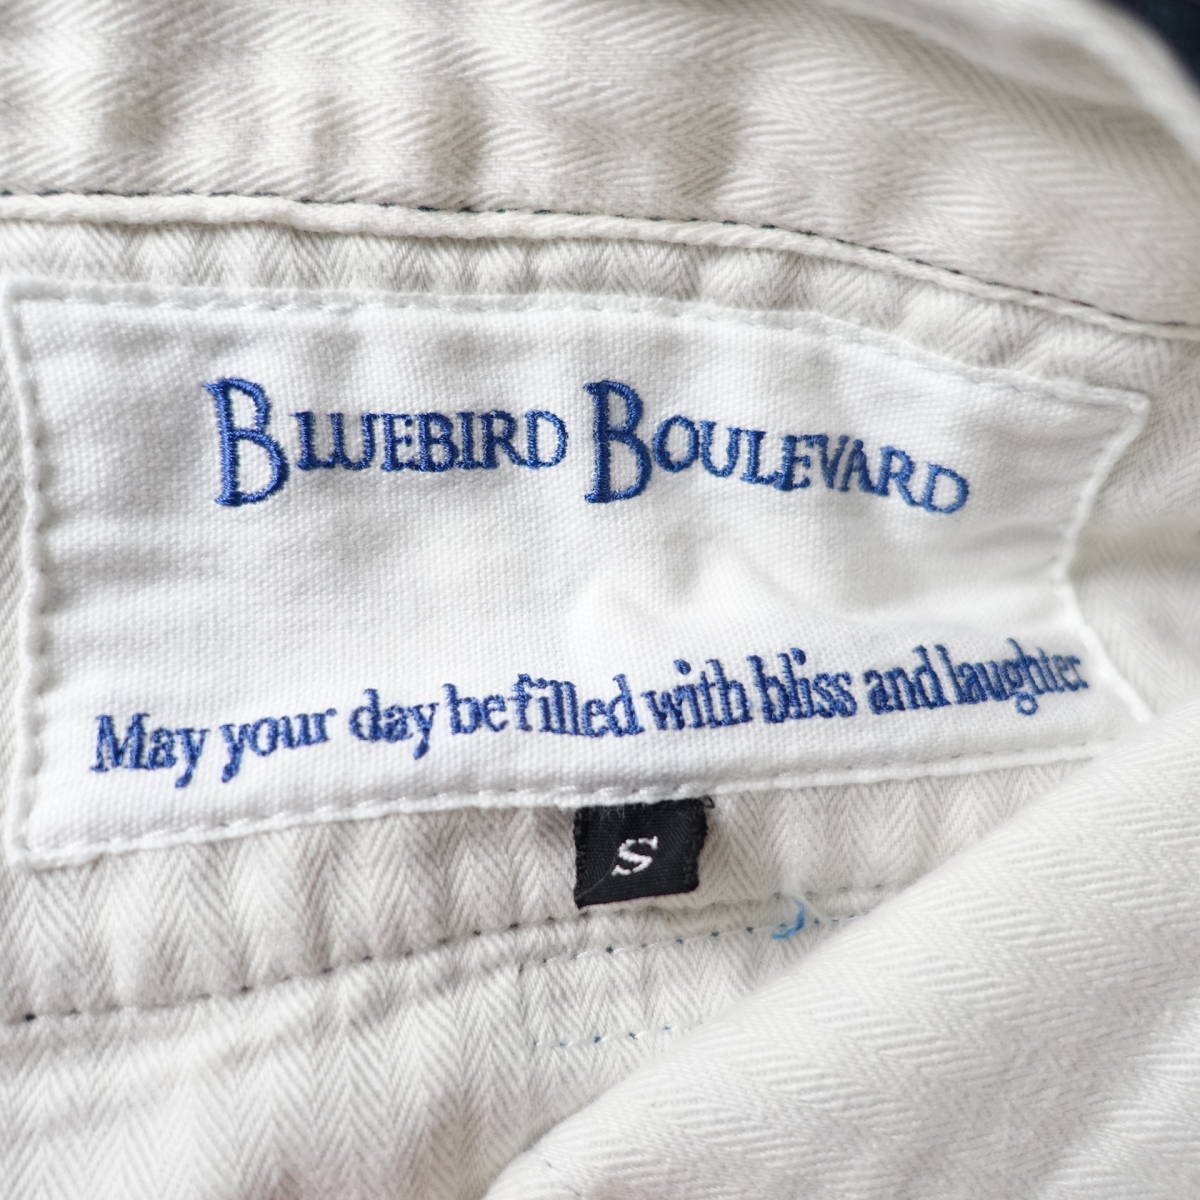 BLUEBIRD BOULEVARD
May your day be filled with bliss and laughter
S